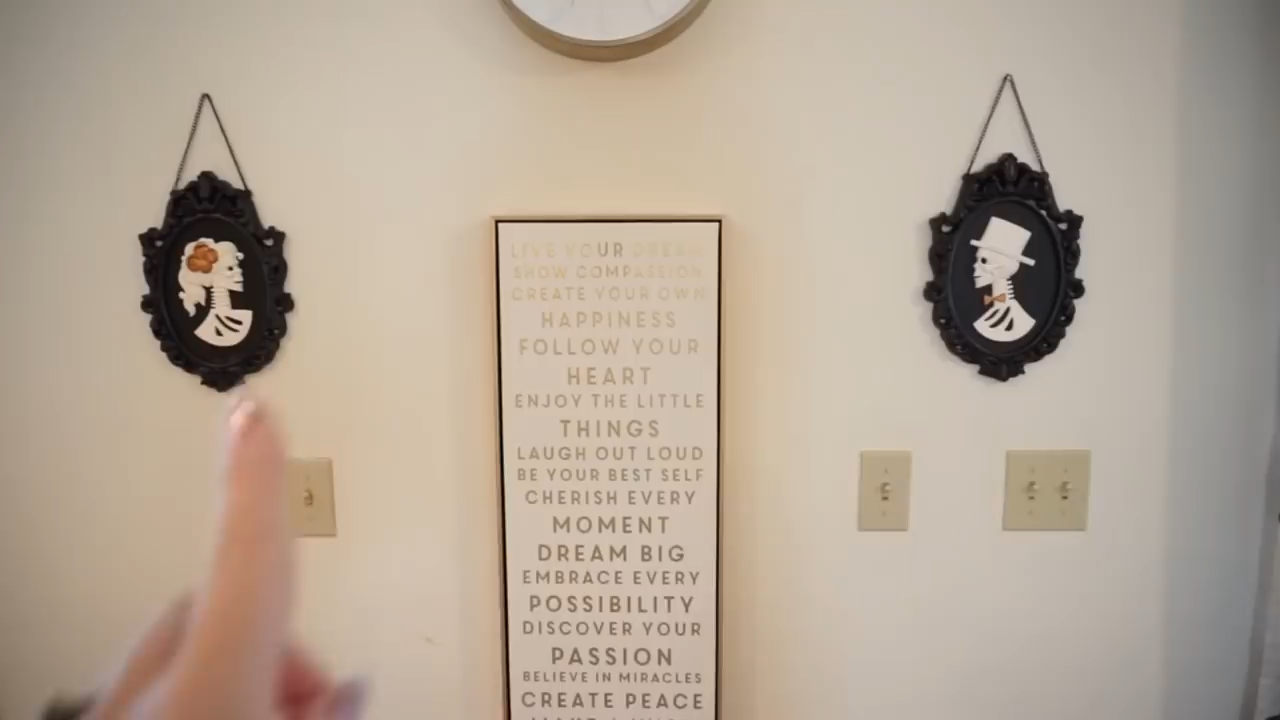 LIVE YOUR DREAM
SHOW COMPASSION
CREATE YOUR OWN
HAPPINESS
FOLLOW YOUR
HEART
ENJOY THE LITTLE
THINGS
LAUGH OUT LOUD
BE YOUR BEST SELF
CHERISH EVERY
MOMENT
DREAM BIG
EMBRACE EVERY
POSSIBILITY
DISCOVER YOUR
PASSION
BELIEVE IN MIRACLES
CREATE PEACE